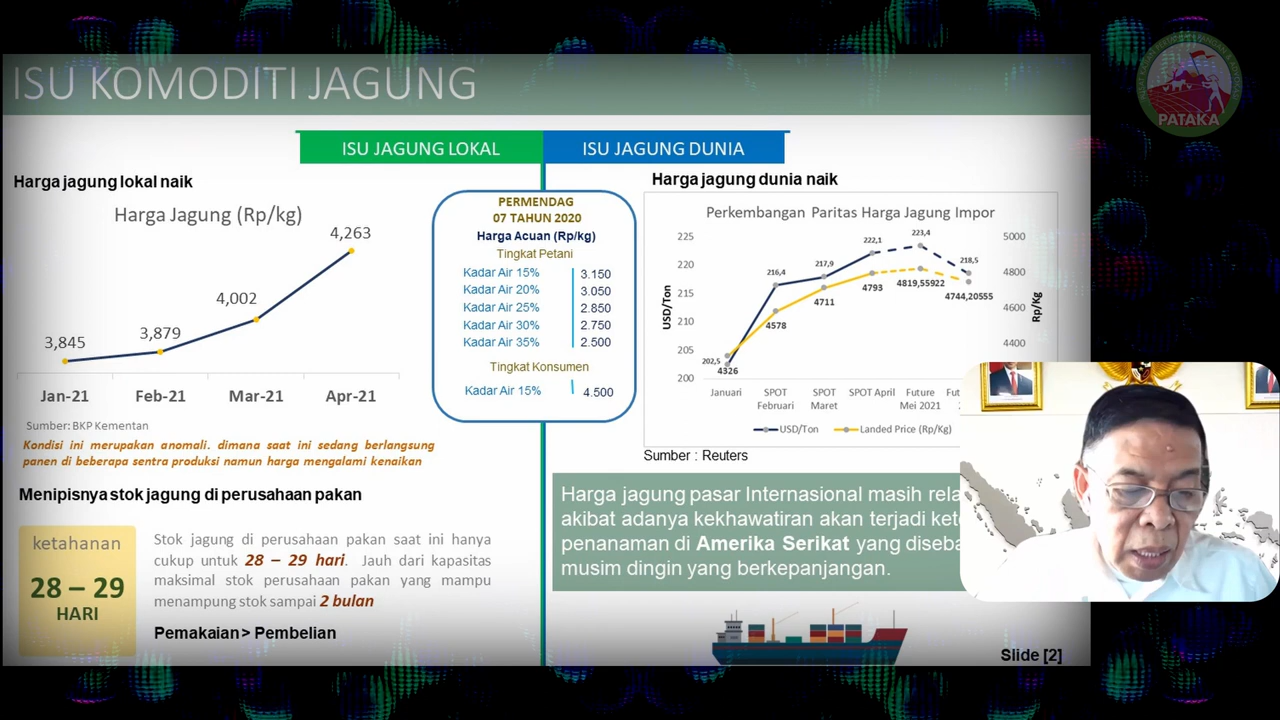 ISU KOMODITI JAGUNG
PATAKA
ISU JAGUNG LOKAL
ISU JAGUNG DUNIA
Harga jagung lokal naik
Harga Jagung (Rp/kg)
3,845
3,879
4,002
4,263
Jan-21
Feb-21
Mar-21
Apr-21
Sumber: BKP Kementan
Kondisi ini merupakan anomali. dimana saat ini sedang berlangsung
panen di beberapa sentra produksi namun harga mengalami kenaikan
Menipisnya stok jagung di perusahaan pakan
ketahanan
28 – 29
HARI
Stok jagung di perusahaan pakan saat ini hanya
cukup untuk 28 – 29 hari. Jauh dari kapasitas
maksimal stok perusahaan pakan yang mampu
menampung stok sampai 2 bulan
Pemakaian > Pembelian
PERMENDAG
07 TAHUN 2020
Harga Acuan (Rp/kg)
Tingkat Petani
Kadar Air 15% 3.150
Kadar Air 20% 3.050
Kadar Air 25% 2.850
Kadar Air 30% 2.750
Kadar Air 35% 2.500
Tingkat Konsumen
Kadar Air 15% 4.500
Harga jagung dunia naik
Perkembangan Paritas Harga Jagung Impor
225
220
215
210
205
200
USD/Ton
202,5
216,4
217,9
222,1
223,4
218,5
4326
4578
4711
4793
4819,55922
4744,20555
5000
4800
4600
4400
Rp/Kg
Januari
SPOT
Februari
SPOT
Maret
SPOT April
Future
Mei 2021
USD/Ton
Landed Price (Rp/Kg)
Sumber : Reuters
Harga jagung pasar Internasional masih
akibat adanya kekhawatiran akan terjadi
penanaman di Amerika Serikat yang
musim dingin yang berkepanjangan.
Slide [2]